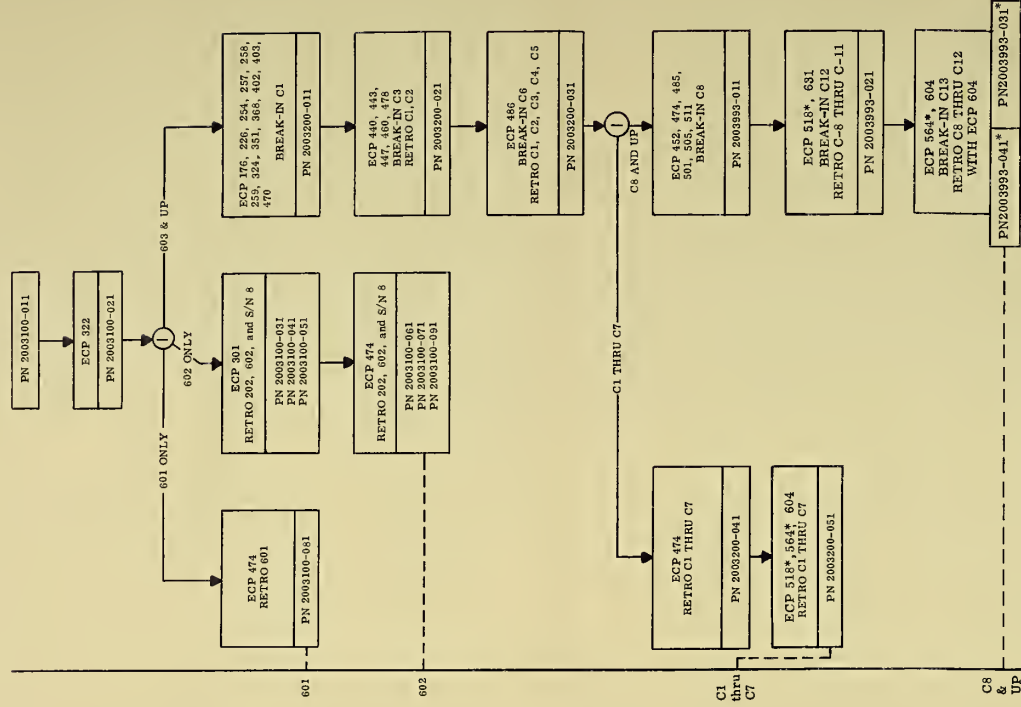 PN 2003100-011
ECP 322
PN 2003100-021
601 ONLY
602 ONLY
603 & UP
ECP 474
RETRO 601
PN 2003100-081
ECP 301
RETRO 202, 602, and S/N 8
PN 2003100-031
PN 2003100-041
PN 2003100-051
ECP 176, 226, 254, 257, 258,
259, 324, 351, 368, 402, 403,
470
BREAK-IN C1
PN 2003200-011
601
ECP 474
RETRO 202, 602, and S/N 8
PN 2003100-061
PN 2003100-071
PN 2003100-091
ECP 440, 443,
447, 460, 478
BREAK-IN C3
RETRO C1, C2
PN 2003200-021
602
ECP 486
BREAK-IN C6
RETRO C1, C2, C3, C4, C5
PN 2003200-031
C1 THRU C7
C8 AND UP
ECP 474
RETRO C1 THRU C7
PN 2003200-041
ECP 452, 474, 485,
501, 505, 511
BREAK-IN C8
PN 2003993-011
C1
thru
C7
ECP 518*, 564*, 604
RETRO C1 THRU C7
PN 2003200-051
ECP 518*, 631
BREAK-IN C12
RETRO C-8 THRU C-11
PN 2003993-021
ECP 564*, 604
BREAK-IN C13
RETRO C8 THRU C12
WITH ECP 604
PN2003993-041*
PN2003993-031*
C8
&
UP